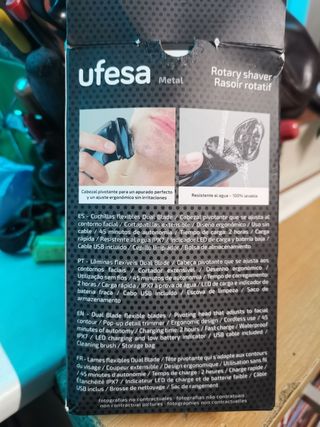 ufesa
Metal
Rotary shaver
Rasoir rotatif
Cabezal pivotante para un apurado perfecto
y un ajuste ergonómico sin irritaciones
Resistente al agua – 100% lavable
ES - Cuchillas flexibles Dual Blade / Cabezal pivotante que se ajusta al
contorno facial / Cortapatillas extensible / Diseño ergonómico / Uso sin
cable / 45 minutos de autonomía / Tiempo de carga: 2 horas / Carga
rápida / Resistente al agua IPX7 / Indicador LED de carga y batería baja /
Cable USB incluido / Cepillo limpiador / Bolsa de almacenamiento
PT - Lâminas flexíveis Dual Blade / Cabeça pivotante que se ajusta aos
contornos faciais / Cortador extensível / Desenho ergonómico /
Utilização sem fios / 45 minutos de autonomia / Tempo de carregamento:
2 horas / Carga rápida / IPX7 à prova de água / LED de carga e indicador de
bateria fraca / Cabo USB incluído / Escova de limpeza / Saco de
armazenamento
EN - Dual Blade flexible blades / Pivoting head that adjusts to facial
contour / Pop-up detail trimmer / Ergonomic design / Cordless use / 45
minutes of autonomy / Charging time: 2 hours / Fast charge / Waterproof
IPX7 / LED charging and low battery indicator / USB cable included /
Cleaning brush / Storage bag
FR - Lames flexibles Dual Blade / Tête pivotante qui s'adapte aux contours
du visage / Coupeur extensible / Design ergonomique / Utilisation sans fil
/ 45 minutes d'autonomie / Temps de charge : 2 heures / Charge rapide /
Étanchéité IPX7 / Indicateur LED de charge et de batterie faible / Câble
USB inclus / Brosse de nettoyage / Sac de rangement
fotografías no contractuales - fotografias não contratuais
non contractual pictures - photographies non contractuelles